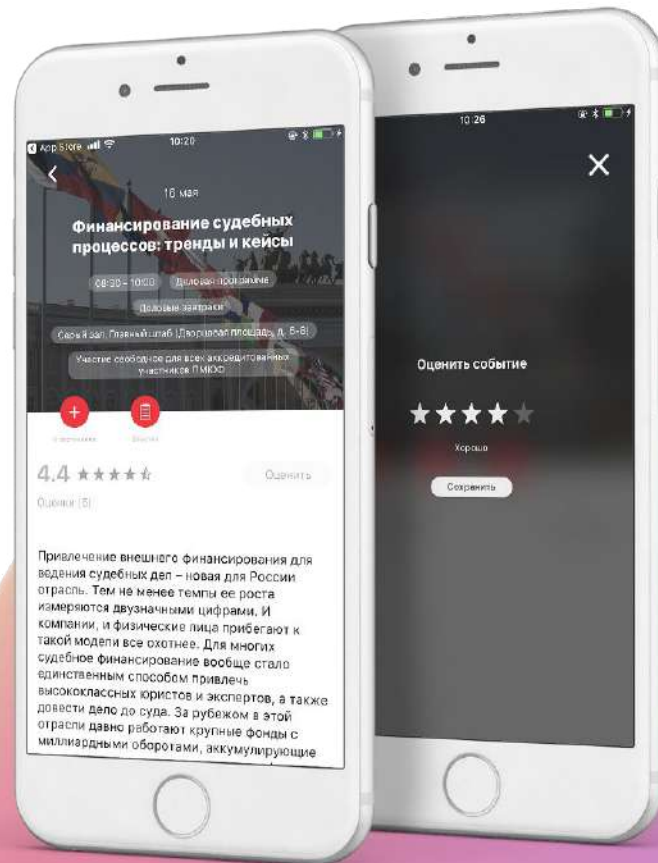 App Store
10:20
16 мая
Финансирование судебных
процессов: тренды и кейсы
08:30 – 10:00
Деловая программа
Деловые завтраки
Серый зал, Главный штаб (Дворцовая площадь, д. 6-8)
Участие свободное для всех аккредитованных
участников ПМЮФ
4.4
Оценить
Оценки (5)
Привлечение внешнего финансирования для
ведения судебных дел – новая для России
отрасль. Тем не менее темпы ее роста
измеряются двузначными цифрами. И
компании, и физические лица прибегают к
такой модели все охотнее. Для многих
судебное финансирование вообще стало
единственным способом привлечь
высококлассных юристов и экспертов, а также
довести дело до суда. За рубежом в этой
отрасли давно работают крупные фонды с
миллиардными оборотами, аккумулирующие
10:26
Оценить событие
Хорошо
Сохранить